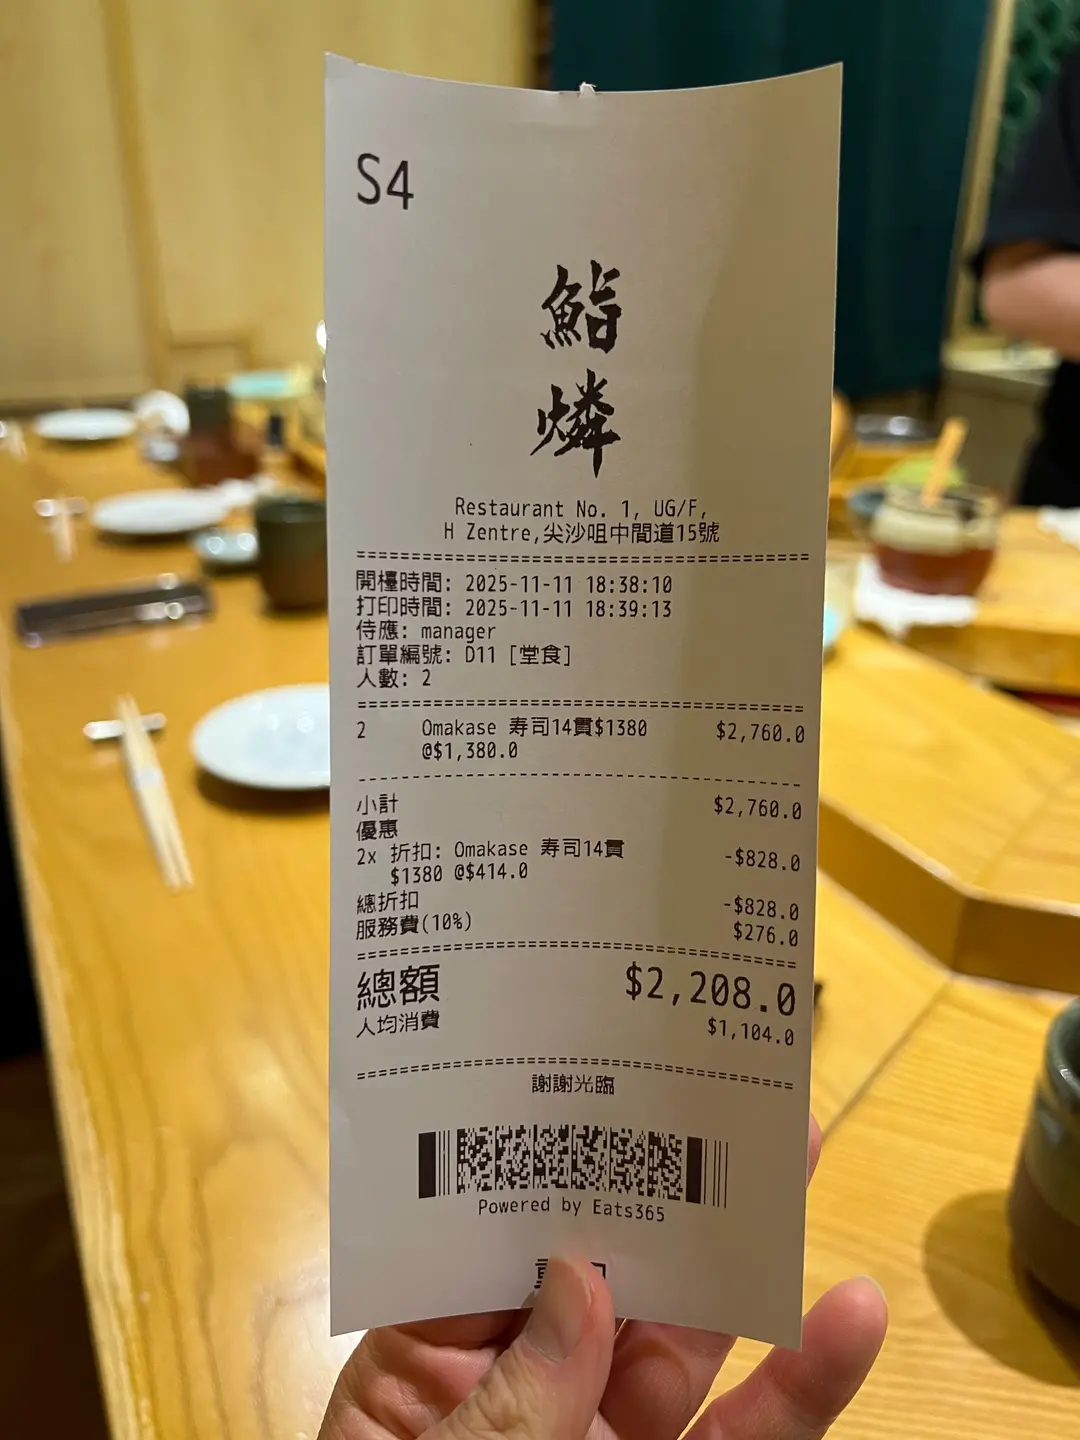 S4
鮨
燐
Restaurant No. 1, UG/F,
H Zentre,尖沙咀中間道15號
開檯時間: 2025-11-11 18:38:10
打印時間: 2025-11-11 18:39:13
侍應: manager
訂單編號: D11 [堂食]
人數: 2
2 Omakase 寿司14貫$1380 $2,760.0
@$1,380.0
小計 $2,760.0
優惠
2x 折扣: Omakase 寿司14貫 -$828.0
$1380 @$414.0
總折扣 -$828.0
服務費(10%) $276.0
總額 $2,208.0
人均消費 $1,104.0
謝謝光臨
Powered by Eats365